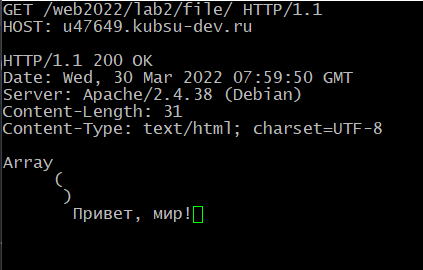 GET /web2022/lab2/file/ HTTP/1.1
HOST: u47649.kubsu-dev.ru

HTTP/1.1 200 OK
Date: Wed, 30 Mar 2022 07:59:50 GMT
Server: Apache/2.4.38 (Debian)
Content-Length: 31
Content-Type: text/html; charset=UTF-8

Array
(
)
Привет, мир!